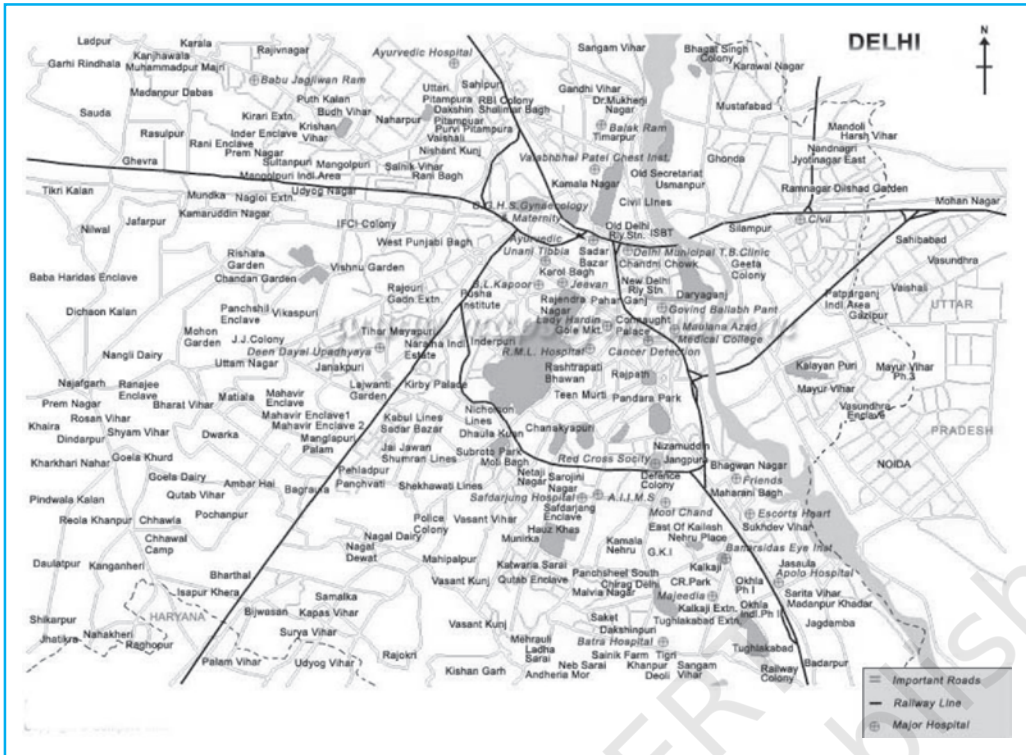 DELHI
N
Ladpur
Karala
Rajivnagar
Garhi Rindhala
Kanjhawala
Muhammadpur Majri
Babu Jagjiwan Ram
Ayurvedic Hospital
Sangam Vihar
Bhagat Singh
Colony
Karawal Nagar
Madanpur Dabas
Puth Kalan
Budh Vihar
Kirari Extn.
Uttari
Pitampura
Sahipur
RBI Colony
Dakshin
Shalimar Bagh
Pitampuar
Purvi Pitampura
Gandhi Vihar
Dr.Mukherji
Nagar
Mustafabad
Sauda
Krishan
Vihar
Naharpur
Vaishali
Balak Ram
Timarpur
Mandoli
Harsh Vihar
Rasulpur
Inder Enclave
Rani Enclave
Prem Nagar
Nishant Kunj
Nandnagri
Jyotinagar East
Ghevra
Sultanpuri
Mangolpuri
Sainik Vihar
Rani Bagh
Mangolpuri Indl.Area
Vallabhbhai Patel Chest Inst.
Ghonda
Old Secretariat
Usmanpur
Kamala Nagar
Tikri Kalan
Mundka
Nagloi Extn.
Udyog Nagar
Civil Lines
Ramnagar Dilshad Garden
Mohan Nagar
Jafarpur
Kamaruddin Nagar
IFCI-Colony
C.G.H.S.Gynaecology
& Maternity
Old Delhi
Rly.Stn.
ISBT
Silampur
Civil
Nilwal
West Punjabi Bagh
Ayurvedic
Unani Tibbia
Sadar
Bazar
Delhi Municipal T.B.Clinic
Chandni Chowk
Geeta
Colony
Sahibabad
Vasundhra
Baba Haridas Enclave
Rishala
Garden
Chandan Garden
Vishnu Garden
Karol Bagh
New Delhi
Rly Stn.
Rajouri
Gadn Extn.
Pusha
Institute
B.L.Kapoor
Jeevan
Daryaganj
Patparganj
Indl Area
Gazipur
Vaishali
UTTAR
Dichaon Kalan
Panchshil
Enclave
Vikaspuri
Rajendra
Nagar
Pahar Ganj
Govind Ballabh Pant
Mohon
Garden
J.J.Colony
Tihar
Mayapuri
Lady Hardin
Gole Mkt.
Connaught
Palace
Maulana Azad
Medical College
Nangli Dairy
Deen Dayal Upadhyaya
Uttam Nagar
Janakpuri
Naraina Indl
Estate
Inderpuri
R.M.L. Hospital
Cancer Detection
Najafgarh
Ranajee
Enclave
Lajwanti
Garden
Kirby Palace
Rashtrapati
Bhawan
Rajpath
Kalayan Puri
Mayur Vihar
Ph.3
Prem Nagar
Bharat Vihar
Matiala
Mahavir
Enclave
Teen Murti
Pandara Park
Mayur Vihar
Vasundhra
Enclave
Rosan Vihar
Khaira
Shyam Vihar
Dindarpur
Dwarka
Mahavir Enclave1
Mahavir Enclave 2
Manglapuri
Palam
Kabul Lines
Sadar Bazar
Nicholson
Lines
Dhaula Kuan
Chanakyapuri
PRADESH
Kharkhari Nahar
Goela Khurd
Jai Jawan
Shumran Lines
Subroto Park
Moti Bagh
Red Cross Socity
Nizamuddin
Jangpura
NOIDA
Goela Dairy
Ambar Hai
Pehladpur
Panchvati
Netaji
Nagar
Sarojini
Nagar
Defence
Colony
Bhagwan Nagar
Friends
Pindwala Kalan
Qutab Vihar
Bagraura
Shekhawati Lines
Safdarjung Hospital
A.I.I.M.S
Maharani Bagh
Reola Khanpur
Chhawla
Pochanpur
Police
Colony
Vasant Vihar
Safdarjang
Enclave
Hauz Khas
Munirka
Mool Chand
Escorts Heart
Sukhdev Vihar
Chhawal
Camp
Nagal Dairy
Nagal
Dewat
Kamala
Nehru
East Of Kailash
Nehru Place
G.K.I
Banarsidas Eye Inst
Daulatpur
Kanganheri
Mahipalpur
Katwaria Sarai
Qutab Enclave
Panchsheel South
Chirag Delhi
Malvia Nagar
Kalkaji
CR.Park
Jasaula
Apolo Hospital
Bharthal
Isapur Khera
Vasant Kunj
Okhla
Ph I
Sarita Vihar
Madanpur Khadar
HARYANA
Samalka
Majeedia
Kalkaji Extn.
Okhla
Indl.Ph II
Shikarpur
Bijwasan
Kapas Vihar
Vasant Kunj
Saket
Dakshinpuri
Tughlakabad Extn.
Jagdamba
Jhatikra
Nahakheri
Raghopur
Surya Vihar
Mehrauli
Ladha
Sarai
Batra Hospital
Sainik Farm
Tigri
Tughlakabad
Palam Vihar
Udyog Vihar
Rajokri
Kishan Garh
Neb Sarai
Andheria Mor
Khanpur
Deoli
Sangam
Vihar
Railway
Colony
Badarpur
Important Roads
Railway Line
Major Hospital